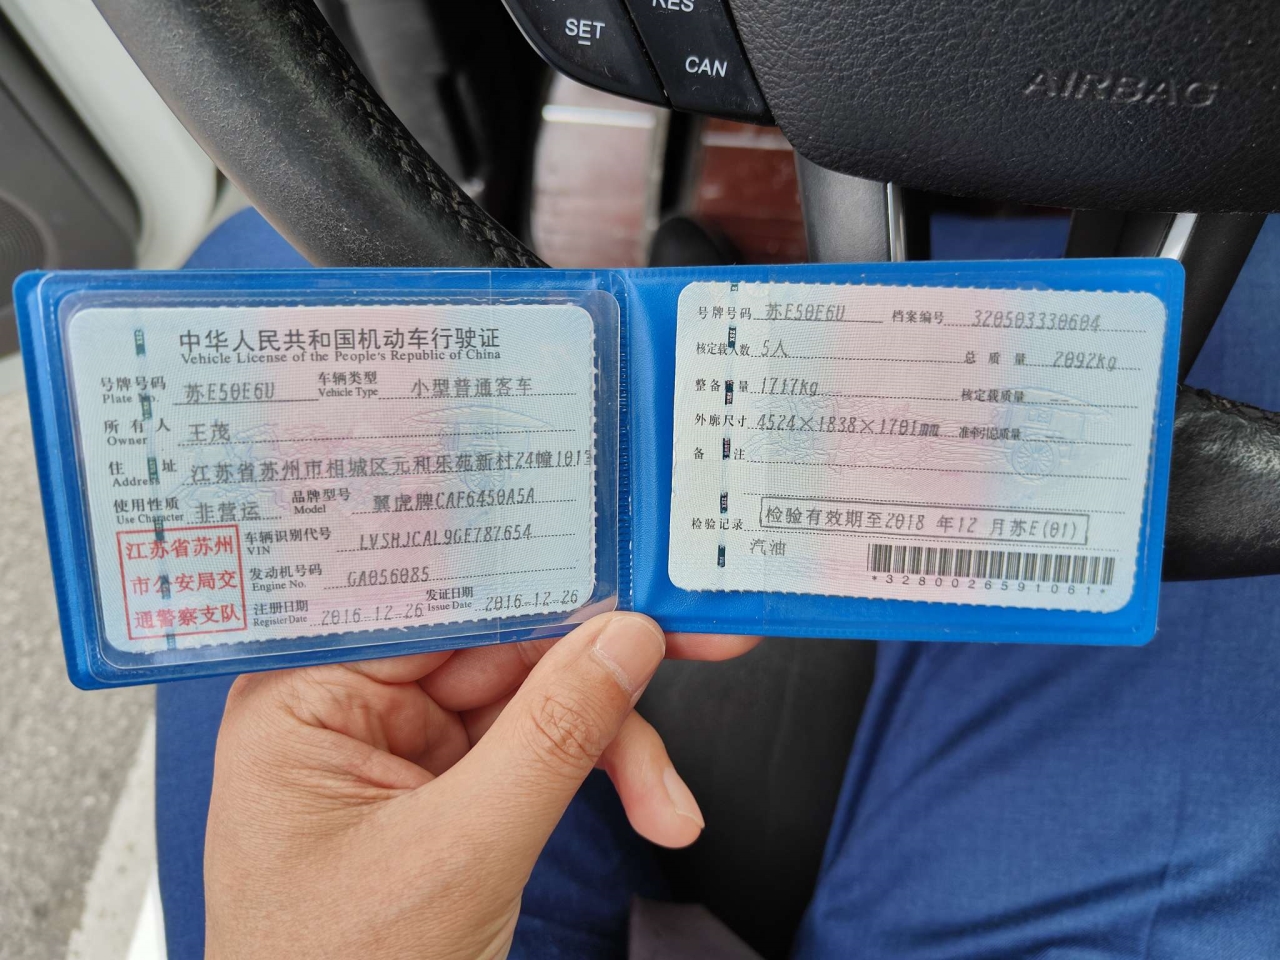 RES
SET
CAN
AIRBAG
中华人民共和国机动车行驶证
Vehicle License of the People's Republic of China
号牌号码 Plate No. 苏E50E6U 车辆类型 Vehicle Type 小型普通客车
所有人 Owner 王茂
住址 Address 江苏省苏州市相城区元和乐苑新村24幢1013
使用性质 Use Character 非营运 品牌型号 Model 翼虎牌CAF6450A5A
车辆识别代号 VIN LVSHJCAL9GE787654
发动机号码 Engine No. GA056085
注册日期 Register Date 2016-12-26 发证日期 Issue Date 2016-12-26
江苏省苏州
市公安局交
通警察支队
号牌号码 苏E50E6U 档案编号 320503330604
核定载人数 5人 总质量 2092kg
整备质量 1717kg 核定载质量 --
外廓尺寸 4524×1838×1701mm 准牵引总质量 --
备注
检验记录 检验有效期至2018年12月苏E(01)
汽油
*3280026591061*